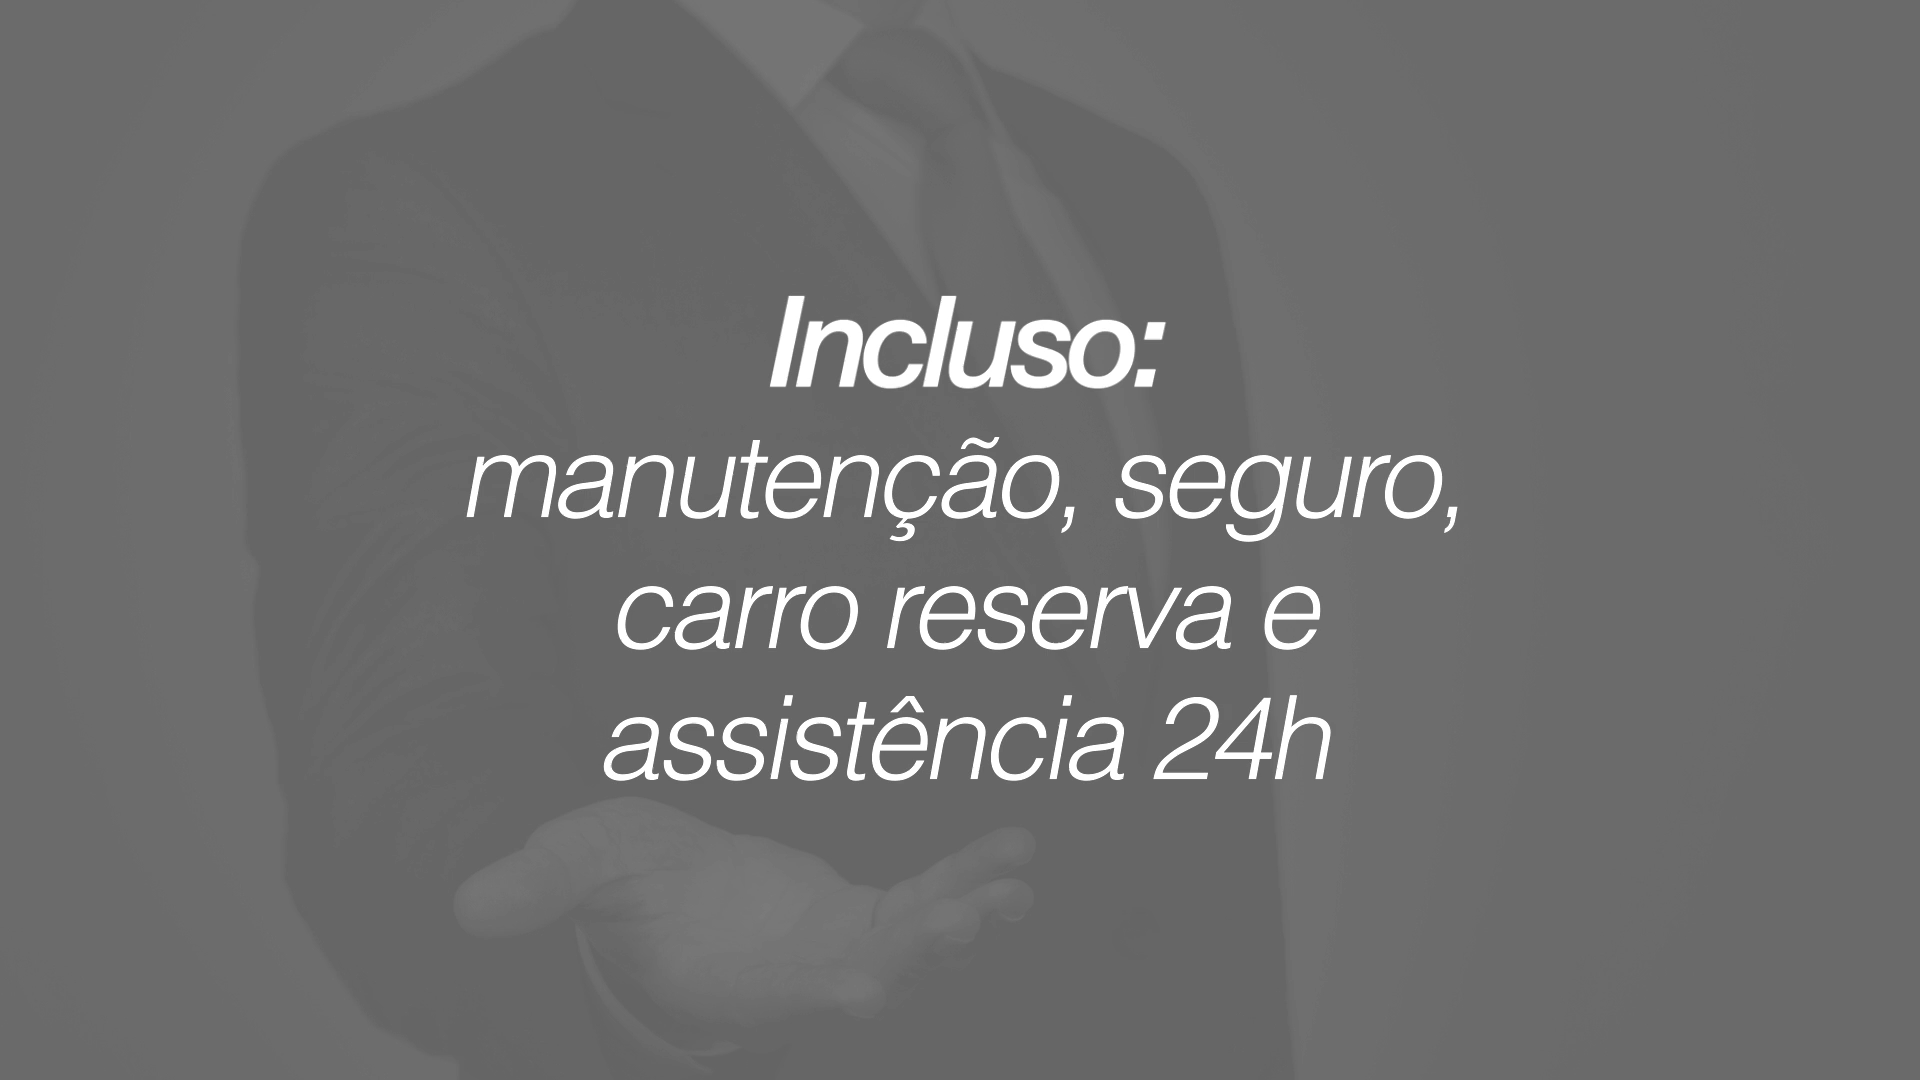 Incluso:
manutenção, seguro,
carro reserva e
assistência 24h